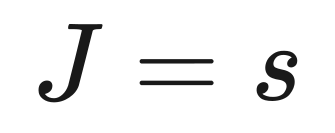 J = s